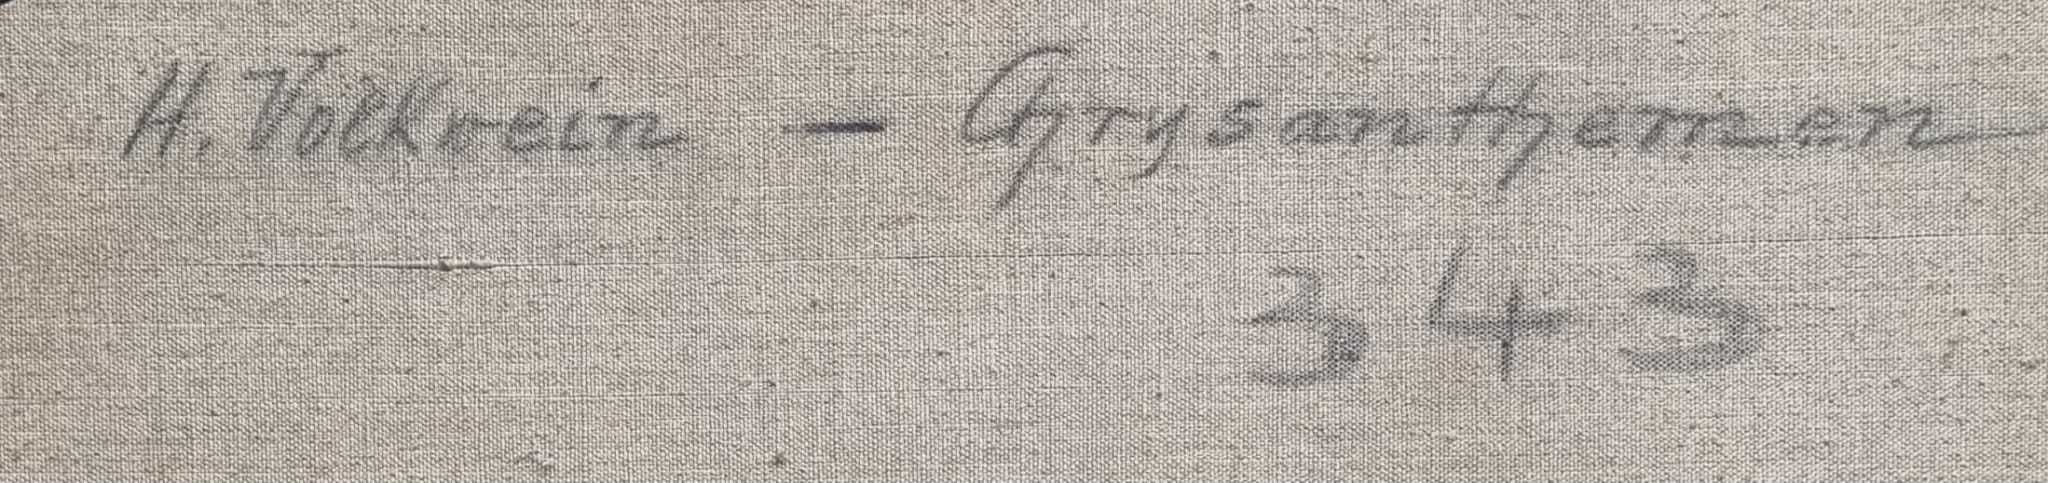 H. Volkrein - Chrysanthemen
343